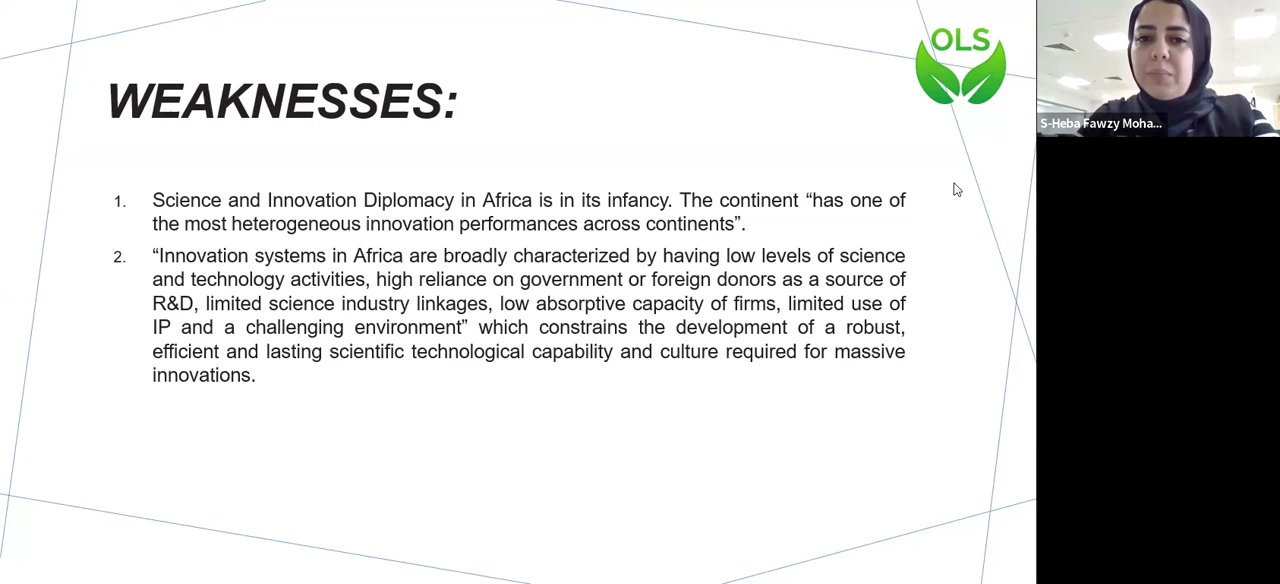 OLS
WEAKNESSES:
S-Heba Fawzy Moha...
1. Science and Innovation Diplomacy in Africa is in its infancy. The continent “has one of
the most heterogeneous innovation performances across continents”.
2. “Innovation systems in Africa are broadly characterized by having low levels of science
and technology activities, high reliance on government or foreign donors as a source of
R&D, limited science industry linkages, low absorptive capacity of firms, limited use of
IP and a challenging environment” which constrains the development of a robust,
efficient and lasting scientific technological capability and culture required for massive
innovations.